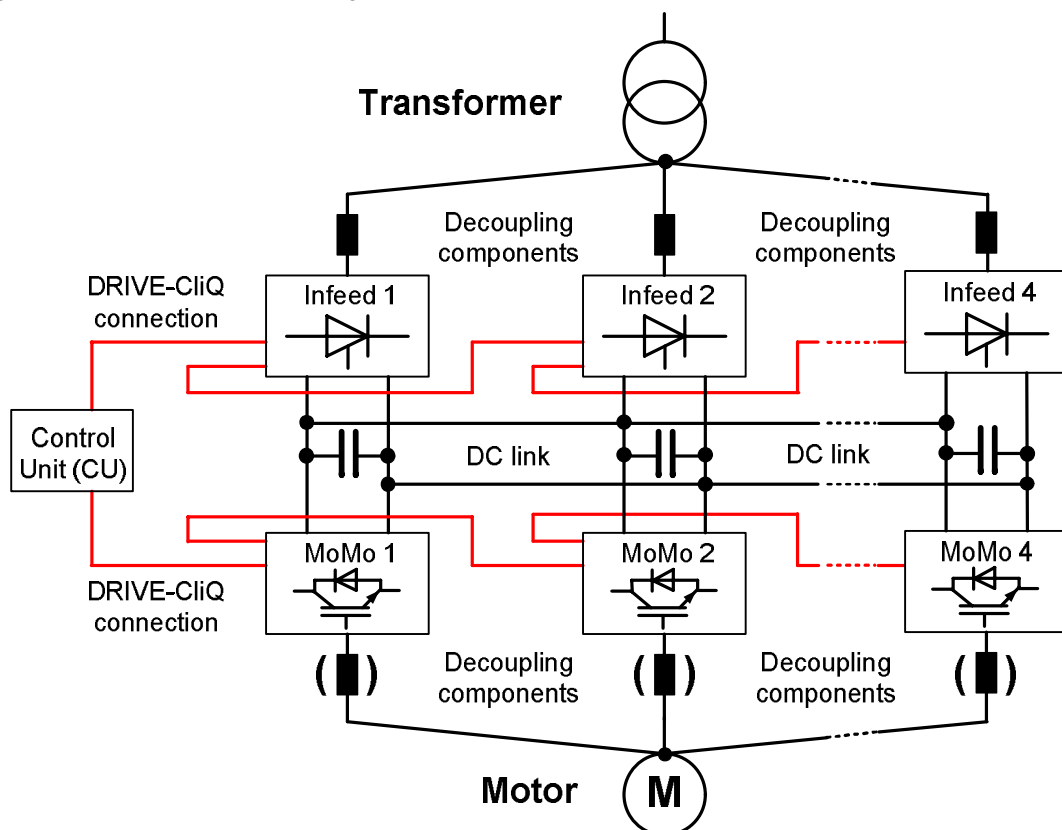 Transformer
Decoupling
components
Decoupling
components
DRIVE-CliQ
connection
Infeed 1
Infeed 2
Infeed 4
Control
Unit (CU)
DC link
DC link
MoMo 1
MoMo 2
MoMo 4
DRIVE-CliQ
connection
( )
( )
( )
Decoupling
components
Decoupling
components
Motor
M